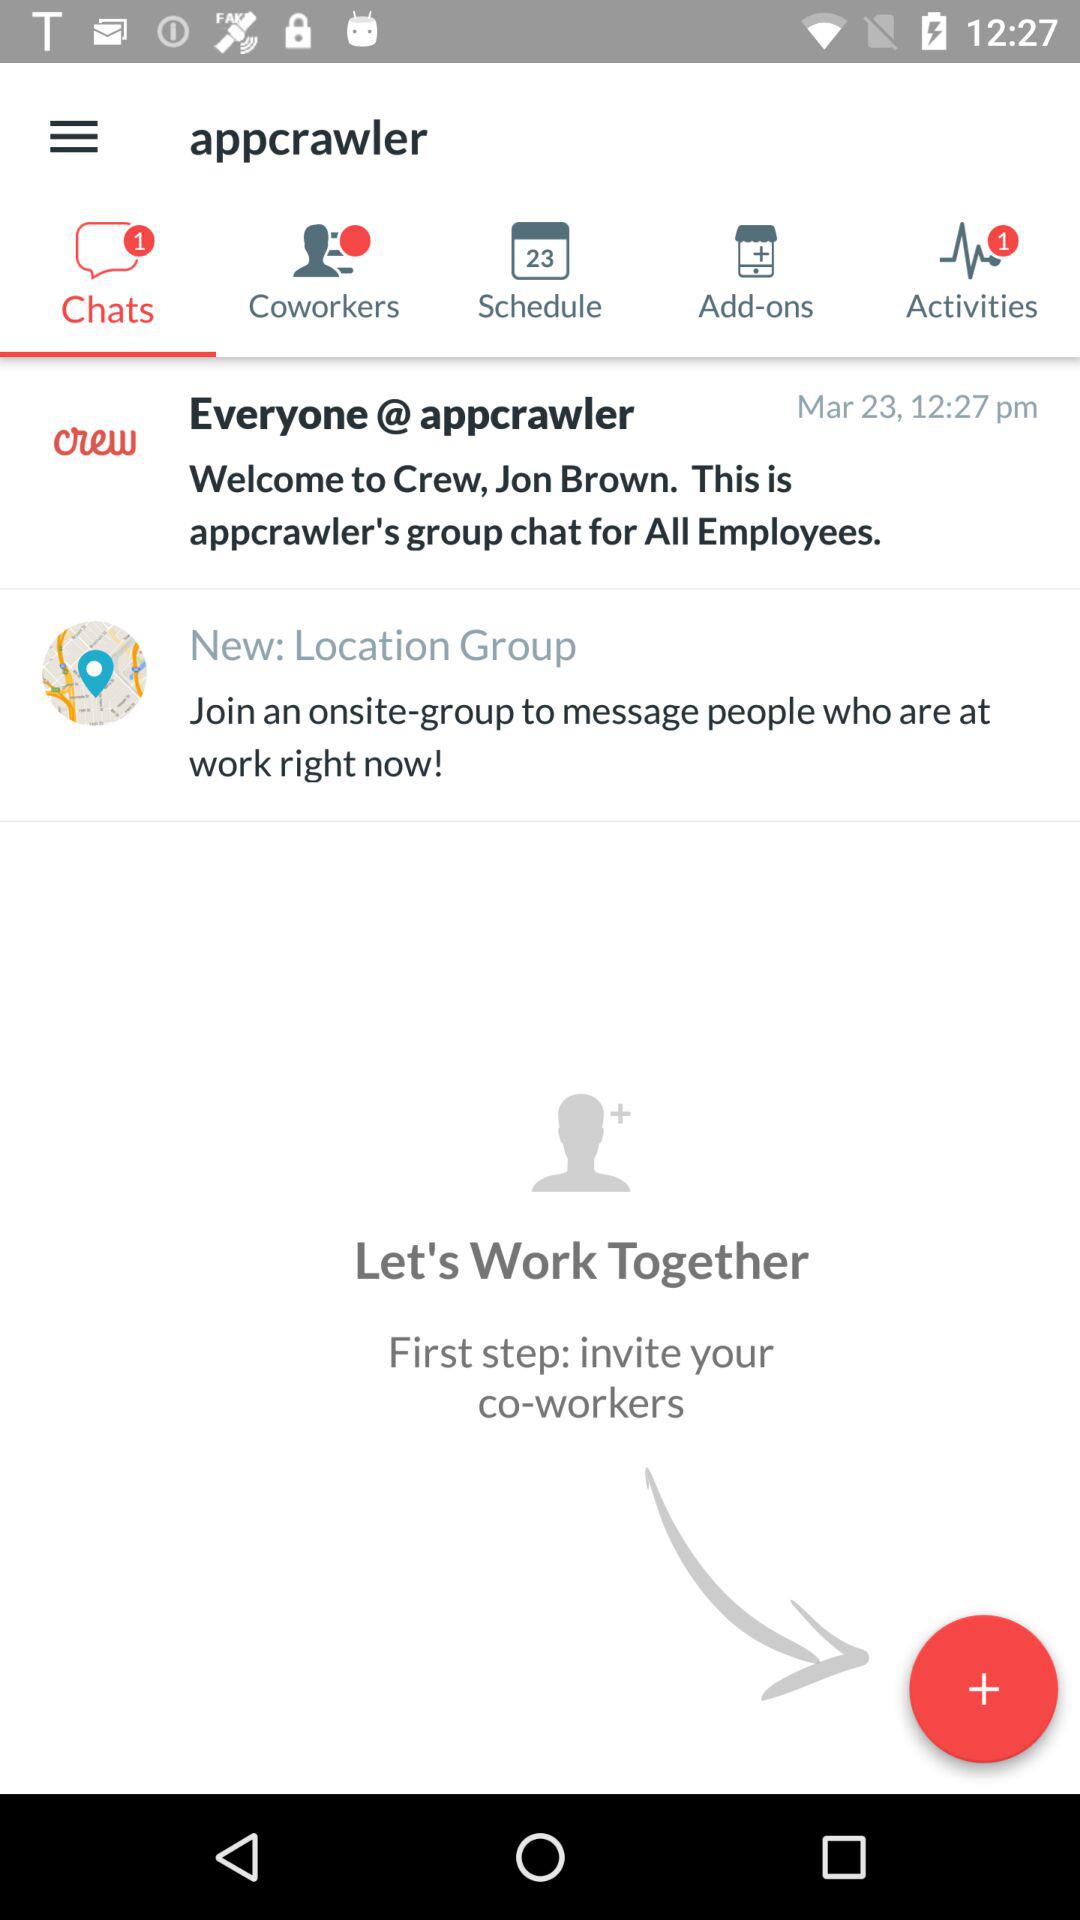 FAKE
12:27
appcrawler
1
23
1
Chats
Coworkers
Schedule
Add-ons
Activities
crew
Everyone @ appcrawler
Mar 23, 12:27 pm
Welcome to Crew, Jon Brown.  This is
appcrawler's group chat for All Employees.
New: Location Group
Join an onsite-group to message people who are at
work right now!
Let's Work Together
First step: invite your
co-workers